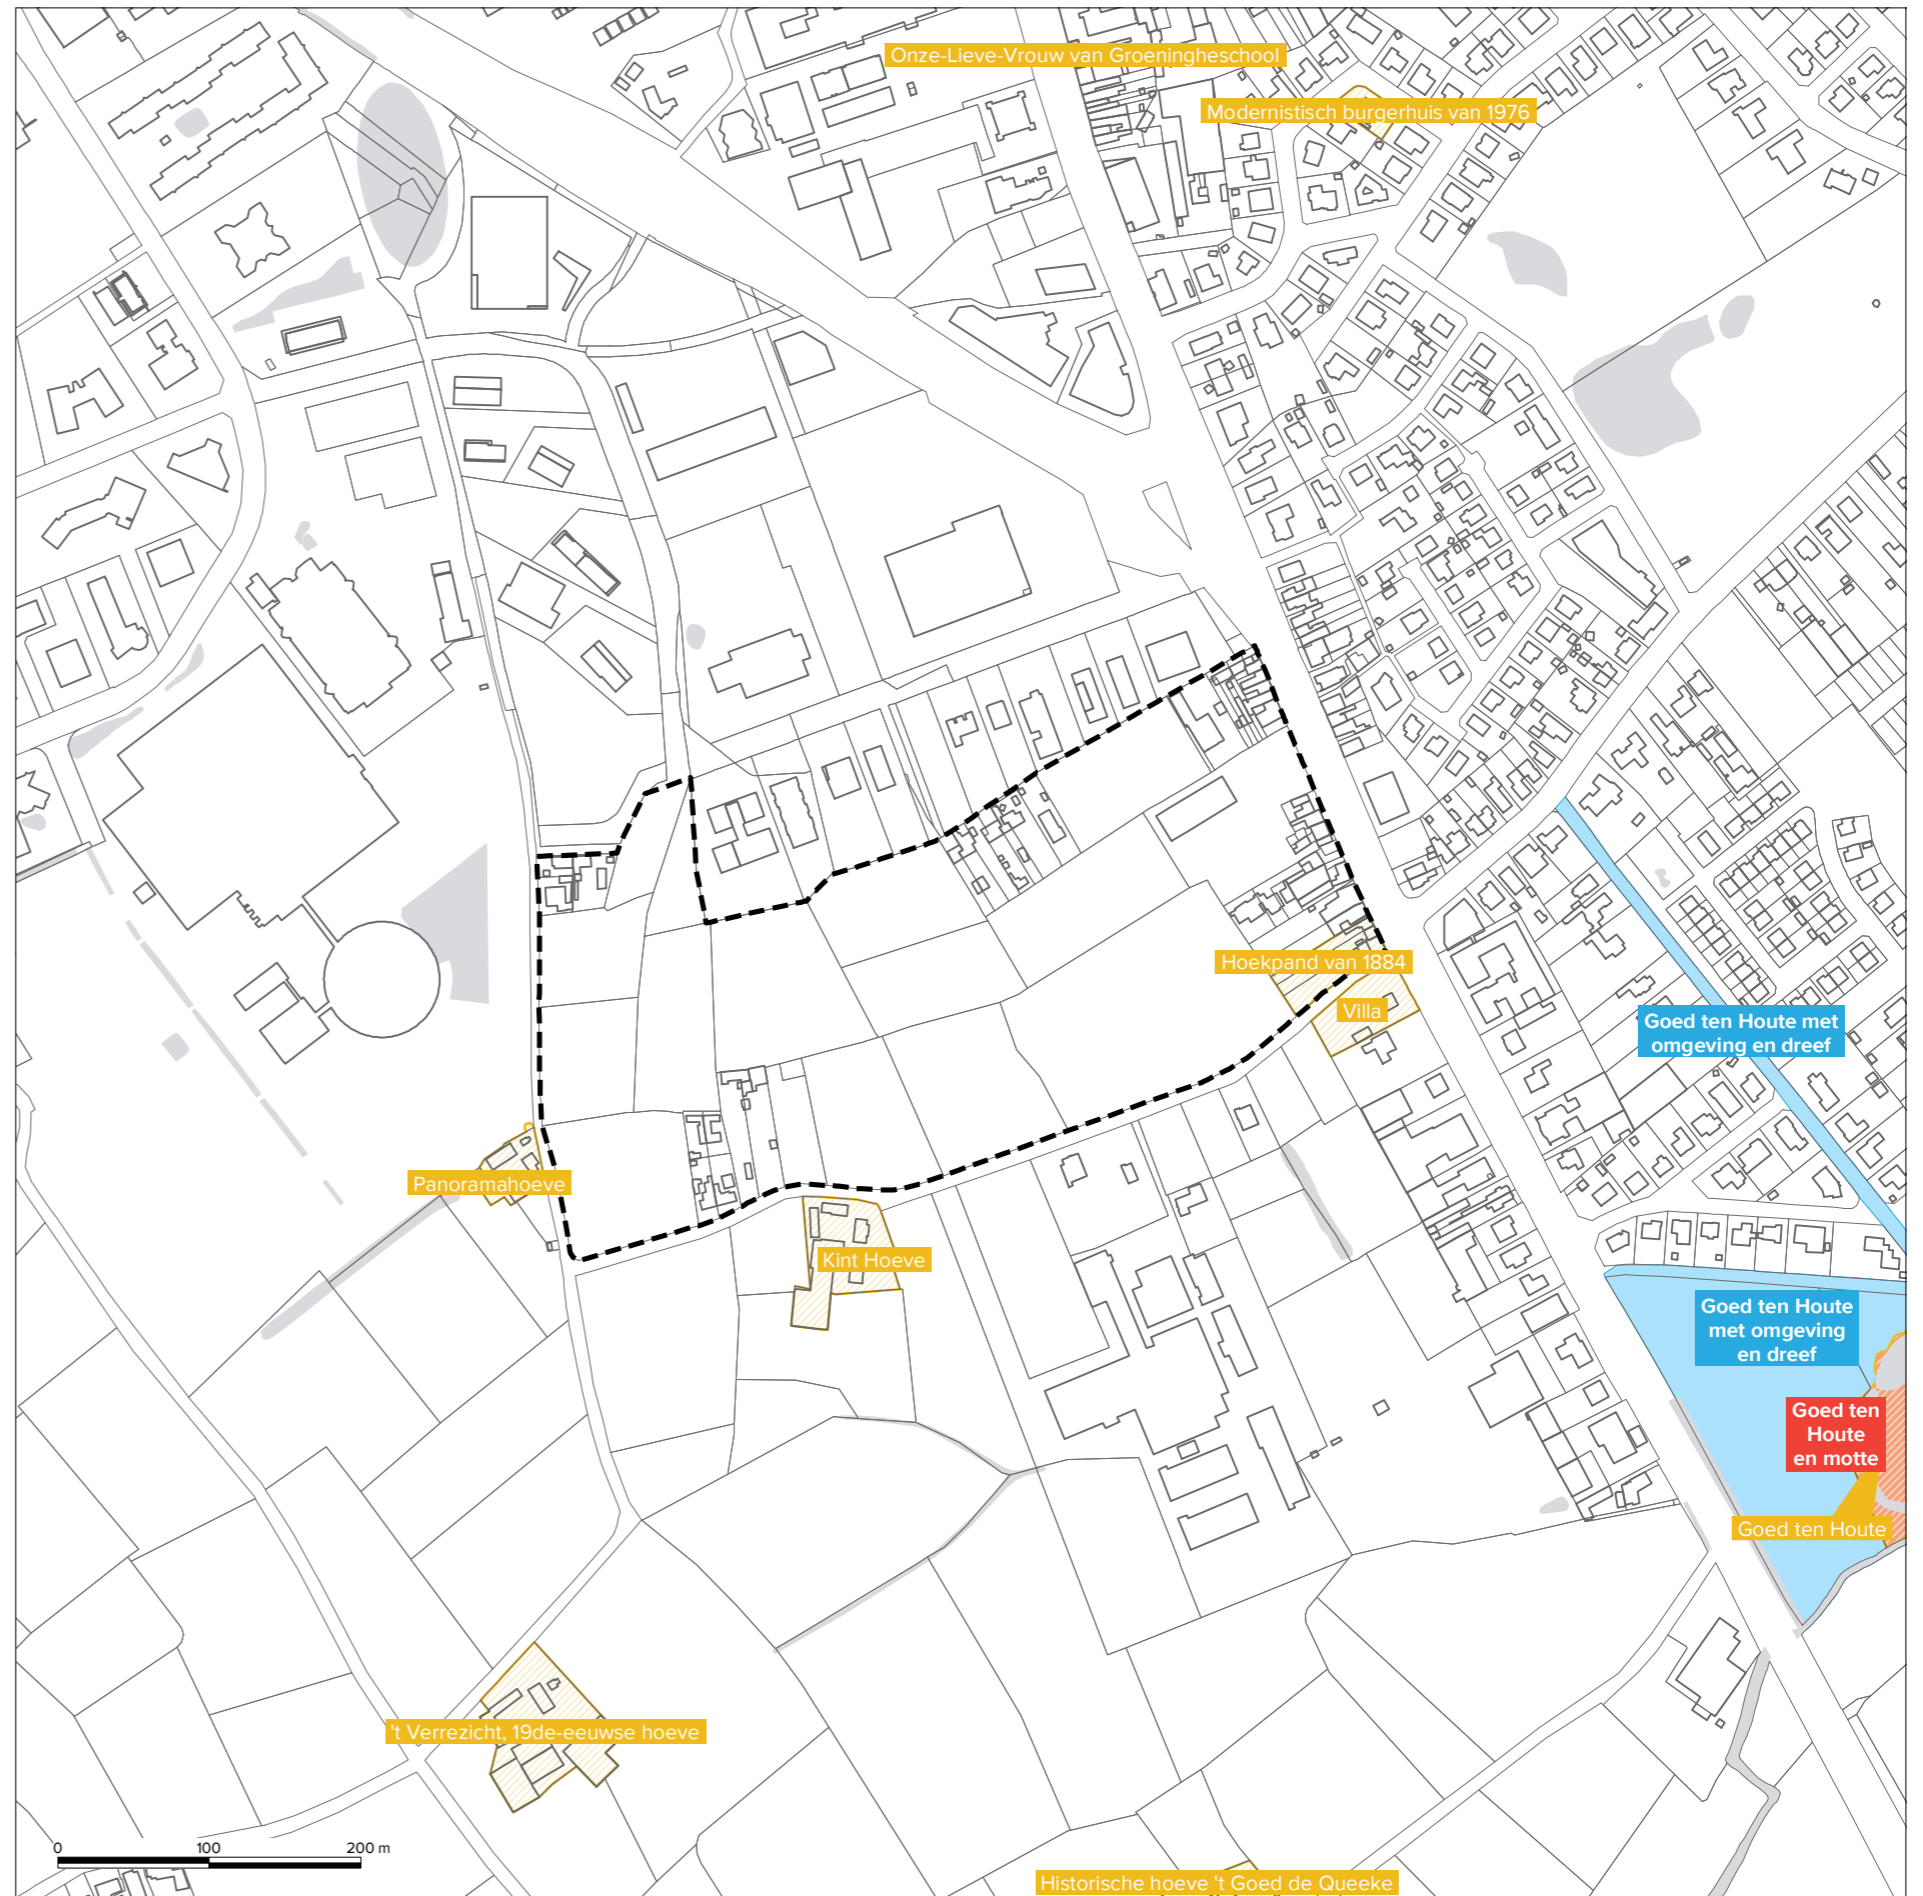 Onze-Lieve-Vrouw van Groeningheschool
Modernistisch burgerhuis van 1976
Hoekpand van 1884
Villa
Goed ten Houte met
omgeving en dreef
Panoramahoeve
Kint Hoeve
Goed ten Houte
met omgeving
en dreef
Goed ten
Houte
en motte
Goed ten Houte
't Verrezicht, 19de-eeuwse hoeve
0 100 200 m
Historische hoeve 't Goed de Queeke